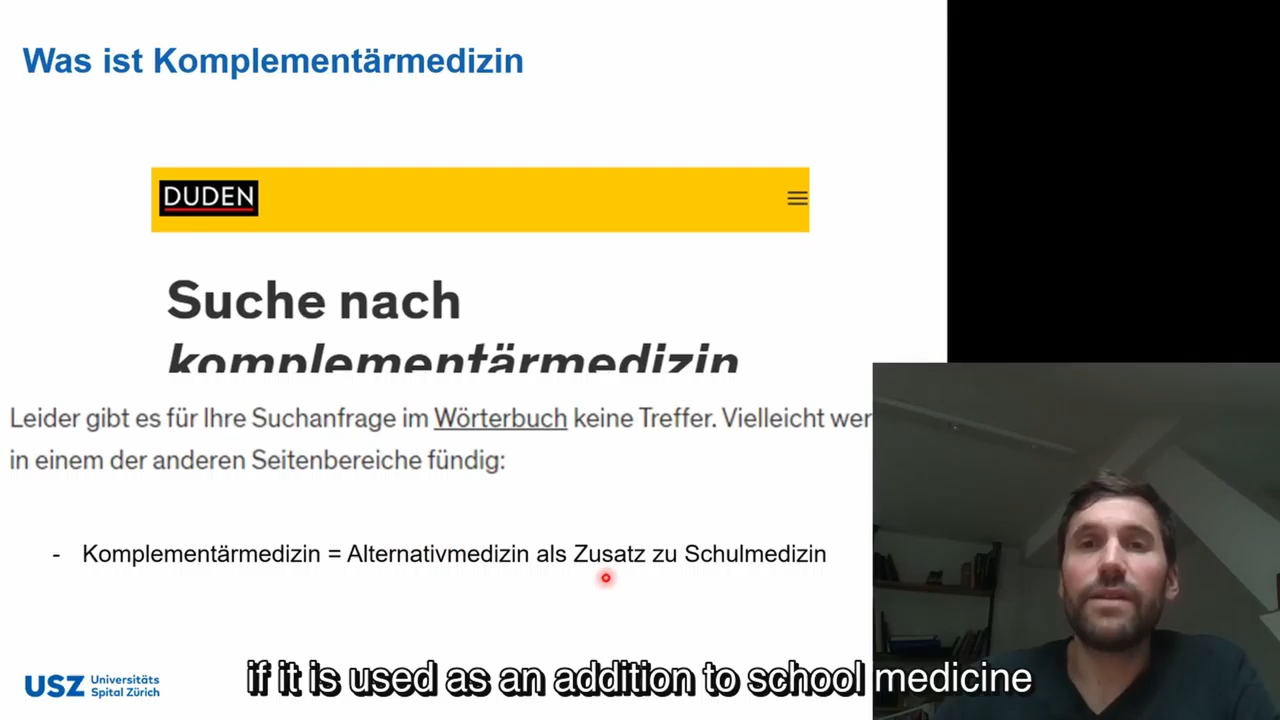 Was ist Komplementärmedizin
DUDEN
Suche nach
komplementärmedizin
Leider gibt es für Ihre Suchanfrage im Wörterbuch keine Treffer. Vielleicht wer
in einem der anderen Seitenbereiche fündig:
- Komplementärmedizin = Alternativmedizin als Zusatz zu Schulmedizin
USZ Universitäts
Spital Zürich
if it is used as an addition to school medicine